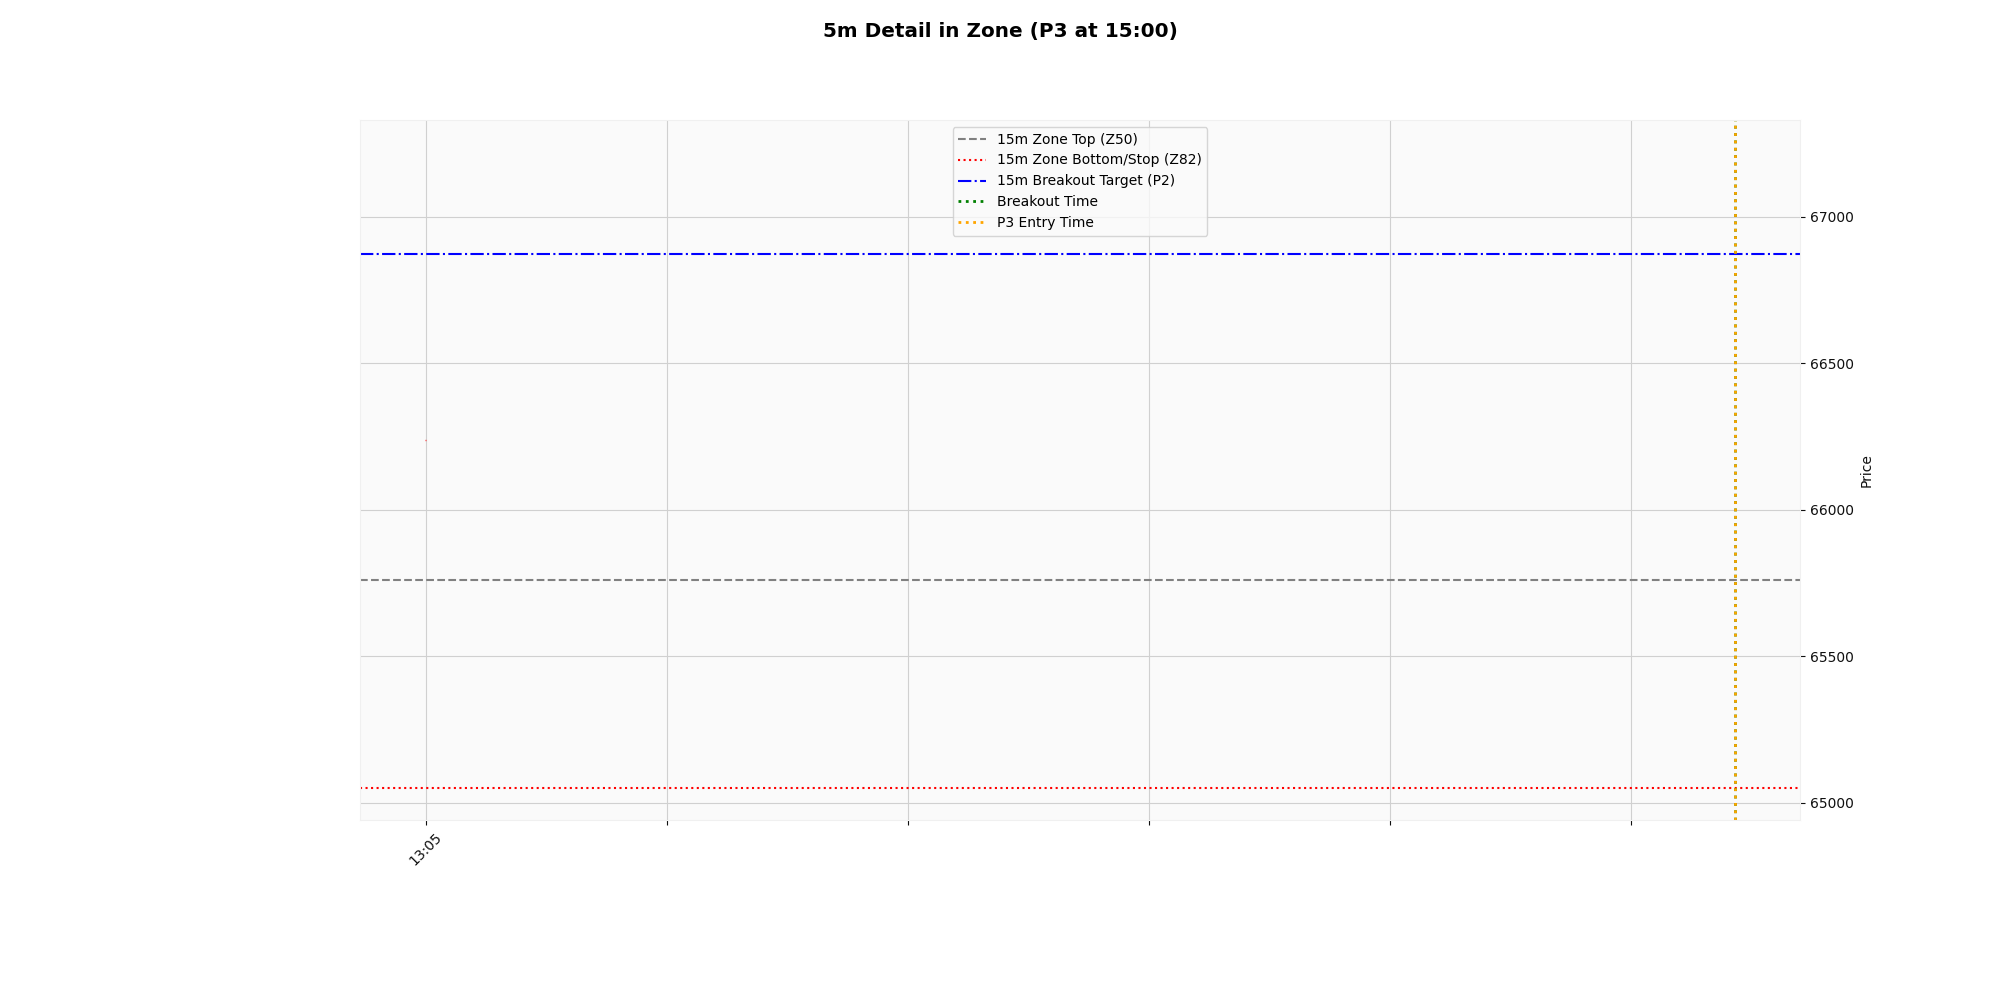 5m Detail in Zone (P3 at 15:00)
15m Zone Top (Z50)
15m Zone Bottom/Stop (Z82)
15m Breakout Target (P2)
Breakout Time
P3 Entry Time
67000
66500
66000
65500
65000
Price
13:05